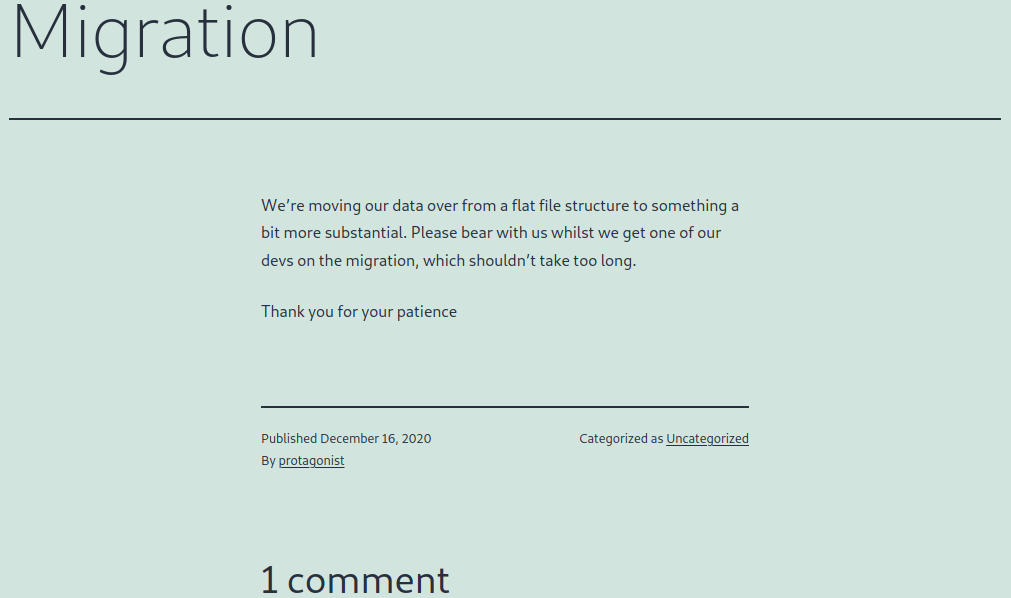 Migration
We’re moving our data over from a flat file structure to something a
bit more substantial. Please bear with us whilst we get one of our
devs on the migration, which shouldn’t take too long.
Thank you for your patience
Published December 16, 2020
Categorized as Uncategorized
By protagonist
1 comment